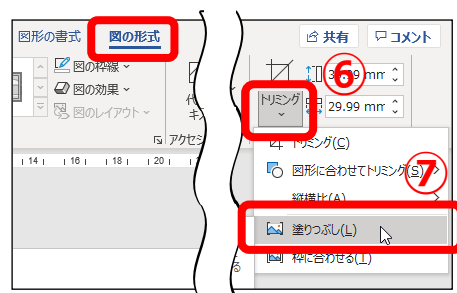 図形の書式 図の形式 共有 コメント
図の枠線
図の効果
図のレイアウト
アクセシ
⑥
mm
29.99 mm
トリミング
14 16 18 20
トリミング(C)
図形に合わせてトリミング(S)
⑦
縦横比(A)
塗りつぶし(L)
枠に合わせる(T)
る